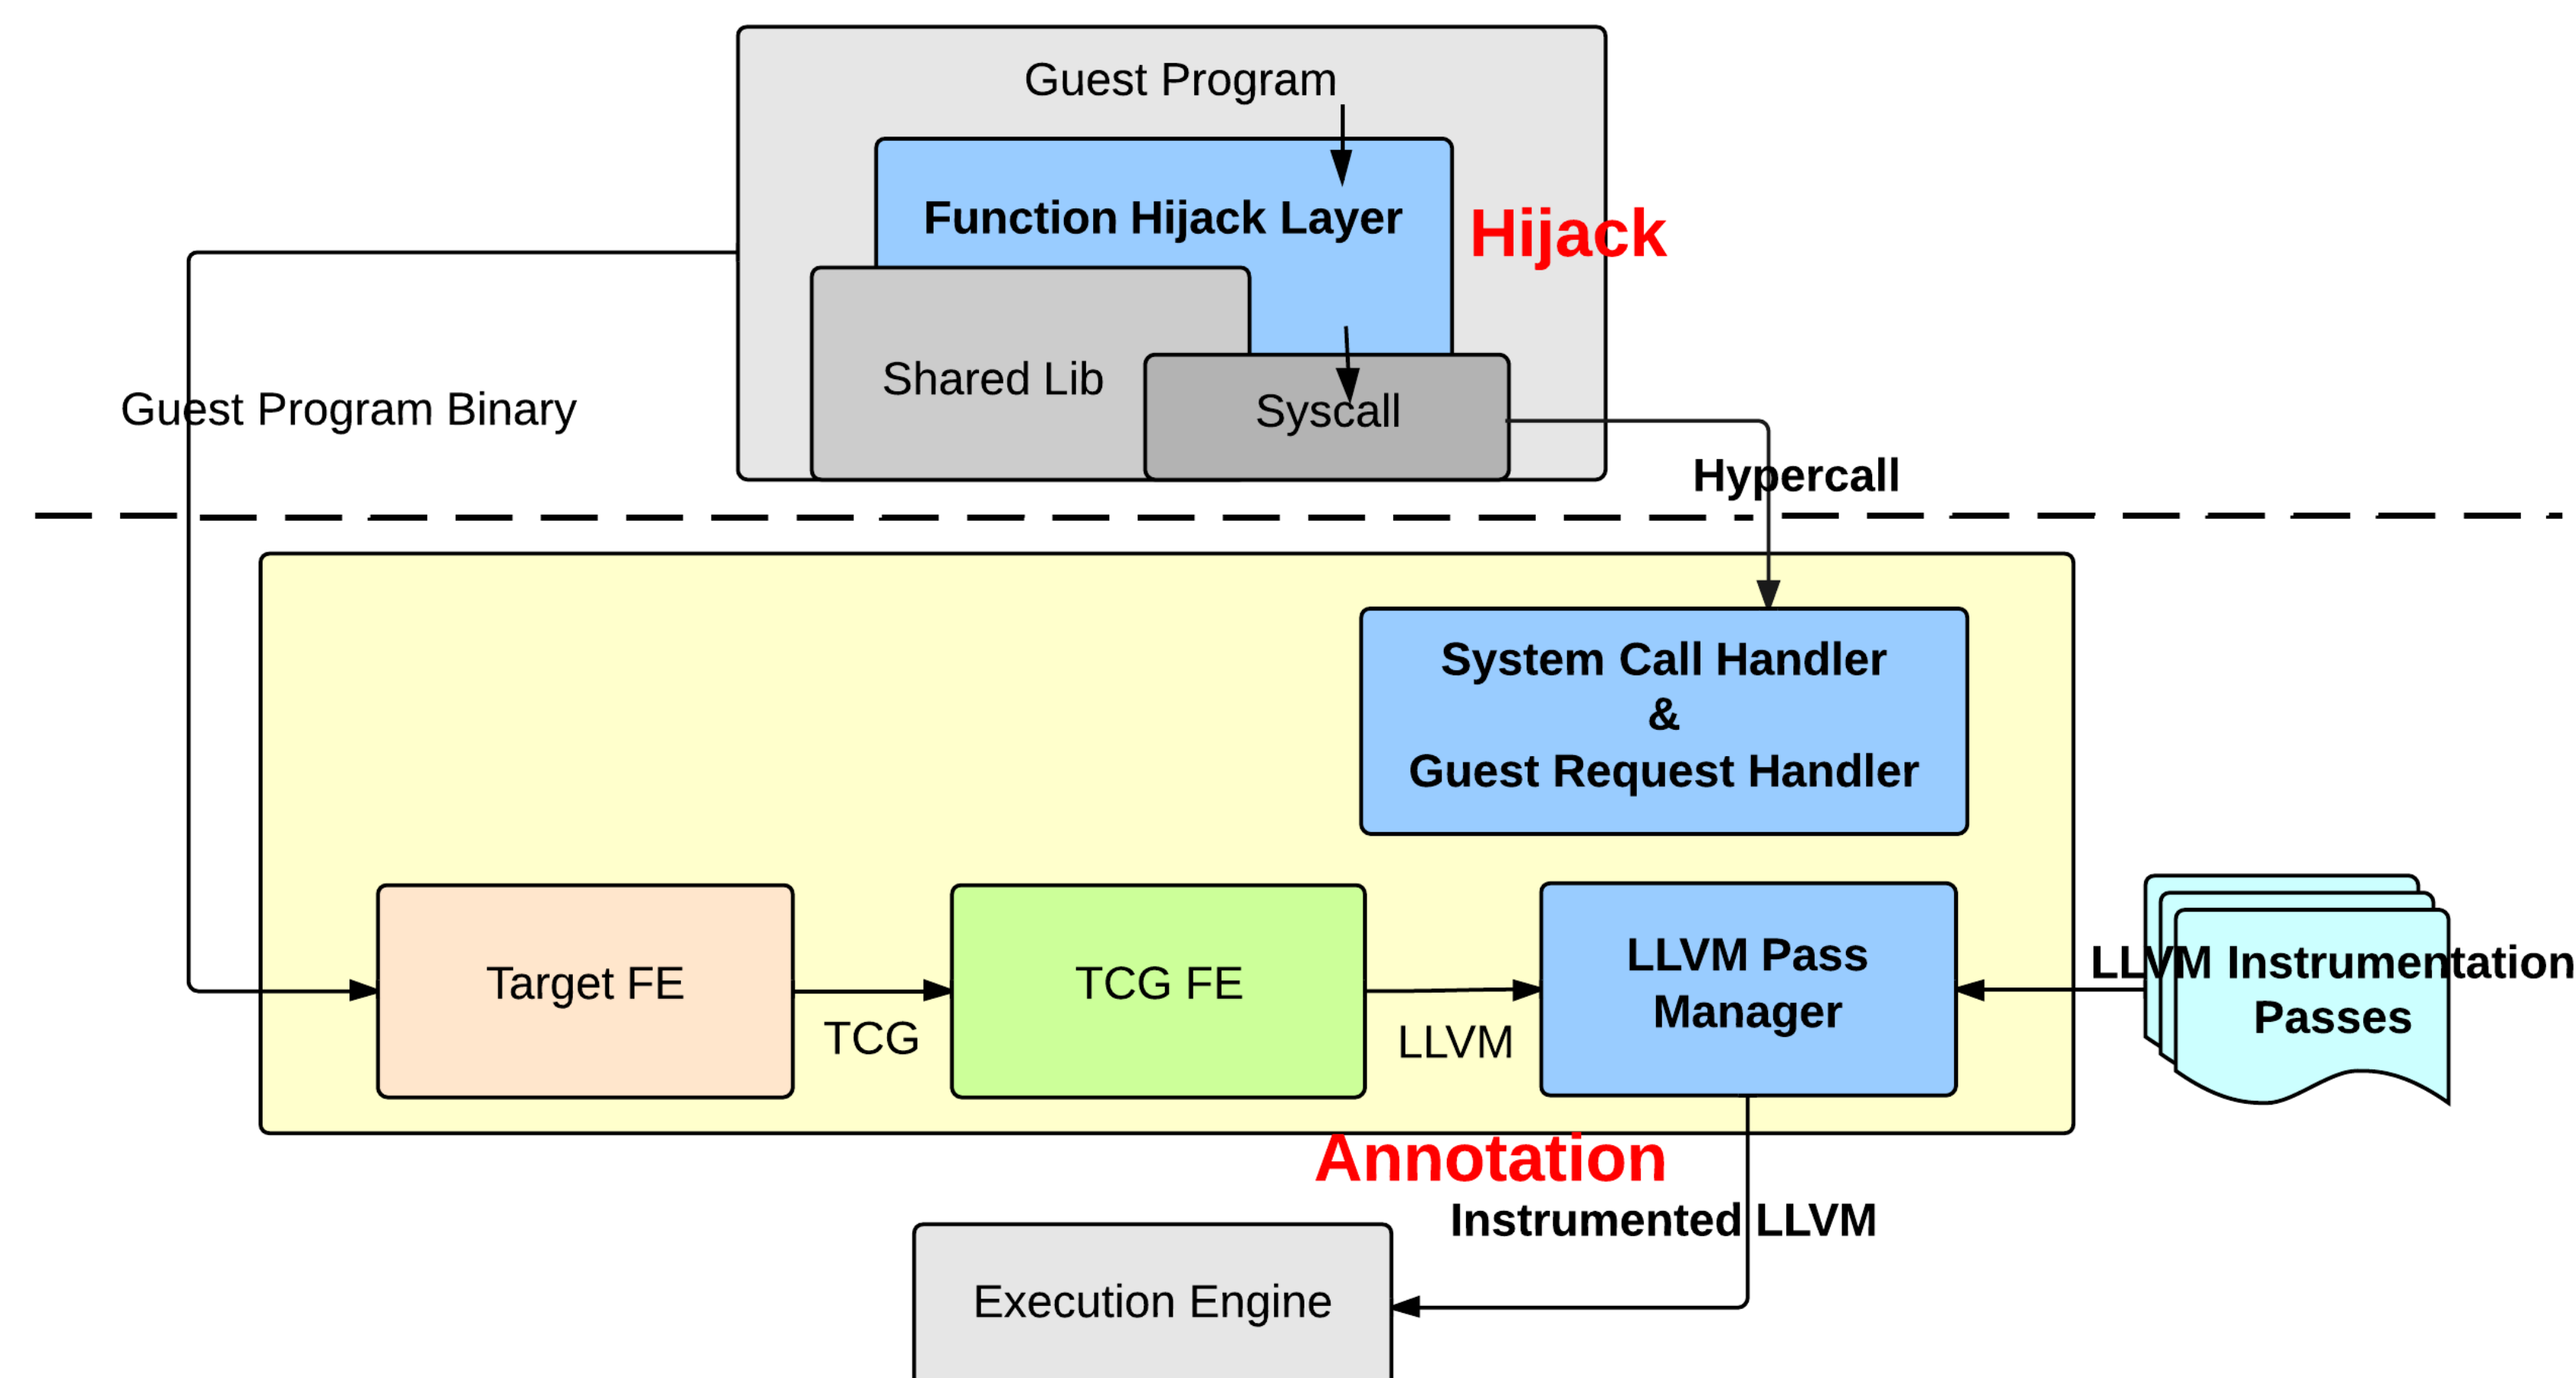 Guest Program
Function Hijack Layer
Hijack
Shared Lib
Syscall
Guest Program Binary
Hypercall
System Call Handler
&
Guest Request Handler
Target FE
TCG
TCG FE
LLVM
LLVM Pass
Manager
LLVM Instrumentation
Passes
Annotation
Instrumented LLVM
Execution Engine